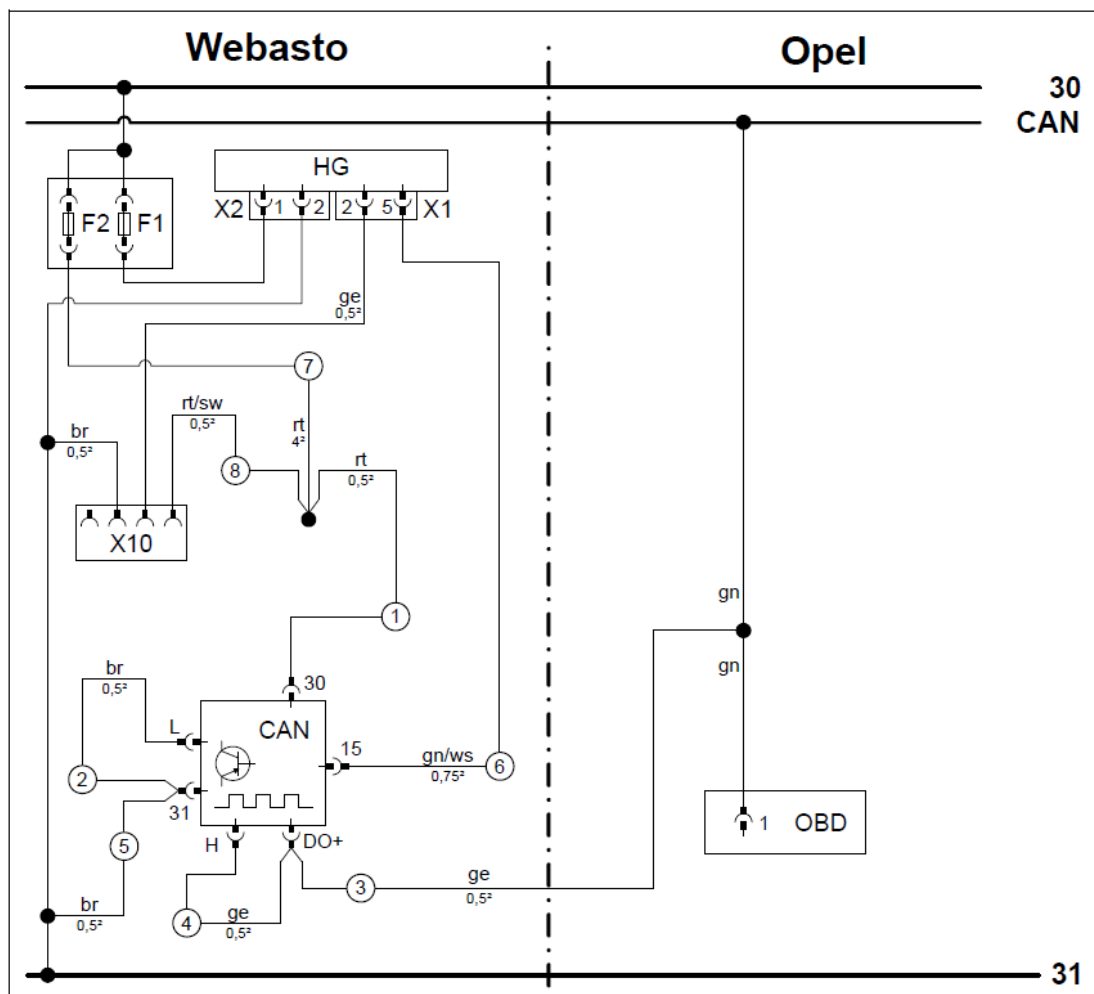 Webasto
Opel
30
CAN
HG
X2 1 2 2 5 X1
F2 F1
ge
0,5²
7
rt/sw
0,5²
rt
4²
br
0,5²
8
rt
0,5²
X10
gn
1
gn
br
0,5²
30
L
CAN
15
gn/ws
0,75²
6
2
31
1 OBD
5
H
DO+
3
ge
0,5²
4
ge
0,5²
br
0,5²
31